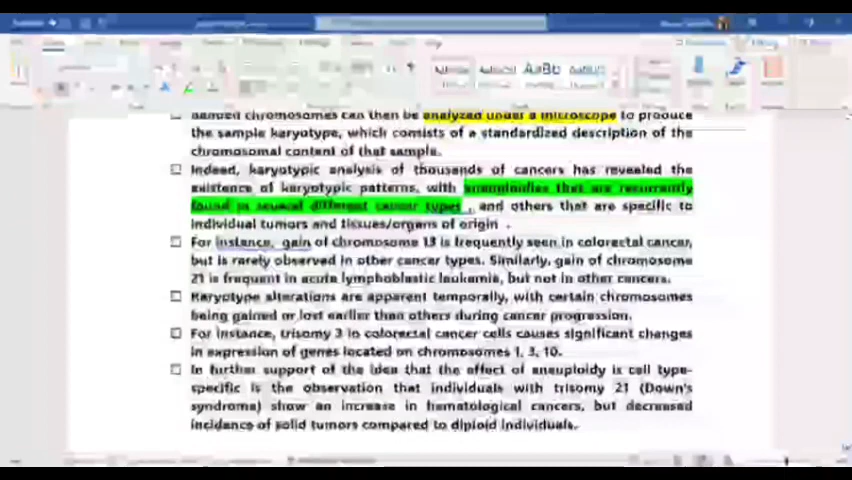 banded chromosomes can then be analyzed under a microscope to produce
the sample karyotype, which consists of a standardized description of the
chromosomal content of that sample.
☐ Indeed, karyotypic analysis of thousands of cancers has revealed the
existence of karyotypic patterns, with aneuploidies that are recurrently
found in several different cancer types , and others that are specific to
individual tumors and tissues/organs of origin .
☐ For instance, gain of chromosome 13 is frequently seen in colorectal cancer,
but is rarely observed in other cancer types. Similarly, gain of chromosome
21 is frequent in acute lymphoblastic leukemia, but not in other cancers.
☐ Karyotype alterations are apparent temporally, with certain chromosomes
being gained or lost earlier than others during cancer progression.
☐ For instance, trisomy 3 in colorectal cancer cells causes significant changes
in expression of genes located on chromosomes 1, 3, 10.
☐ In further support of the idea that the effect of aneuploidy is cell type-
specific is the observation that individuals with trisomy 21 (Down's
syndrome) show an increase in hematological cancers, but decreased
incidence of solid tumors compared to diploid individuals.